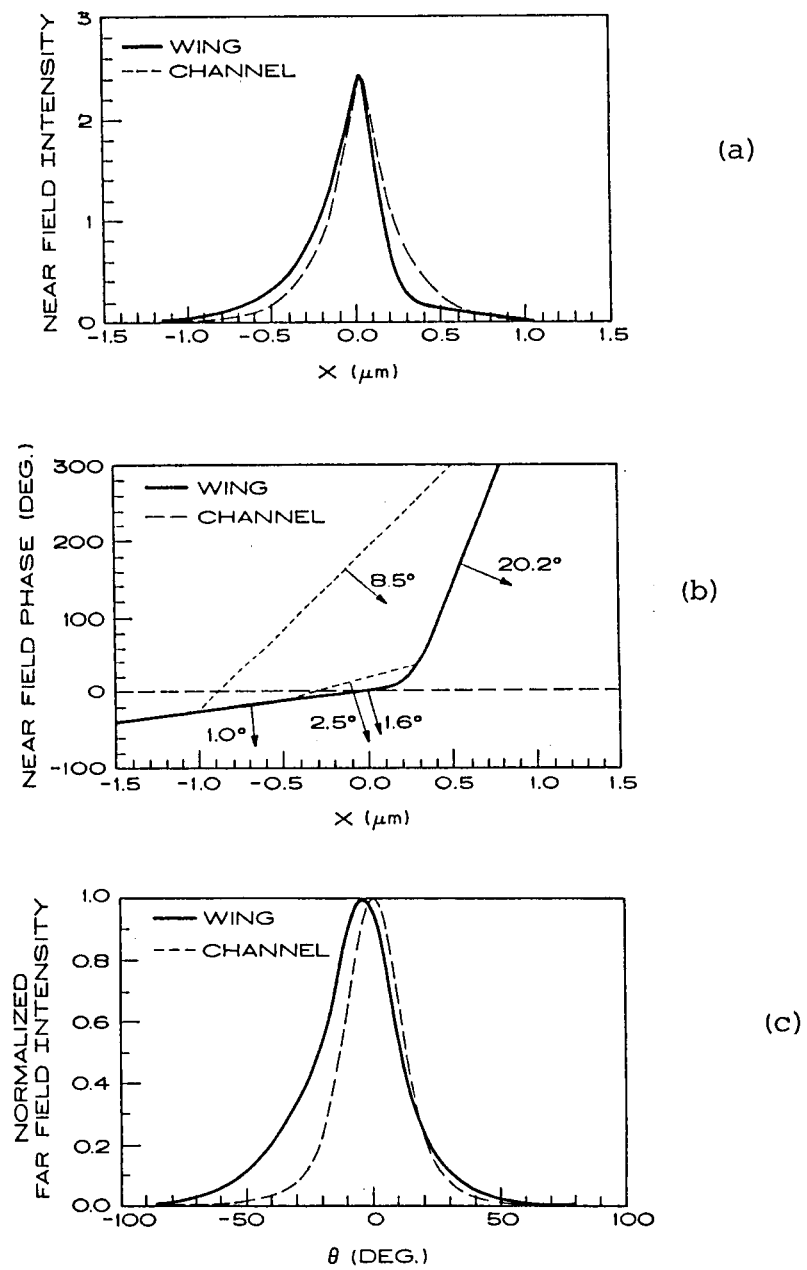 3
2
1
0
NEAR FIELD INTENSITY
WING
CHANNEL
-1.5
-1.0
-0.5
0.0
0.5
1.0
1.5
X (μm)
(a)
300
200
100
0
-100
NEAR FIELD PHASE (DEG.)
WING
CHANNEL
8.5°
20.2°
1.0°
2.5°
1.6°
-1.5
-1.0
-0.5
0.0
0.5
1.0
1.5
X (μm)
(b)
1.0
0.8
0.6
0.4
0.2
0.0
NORMALIZED
FAR FIELD INTENSITY
WING
CHANNEL
-100
-50
0
50
100
θ (DEG.)
(c)